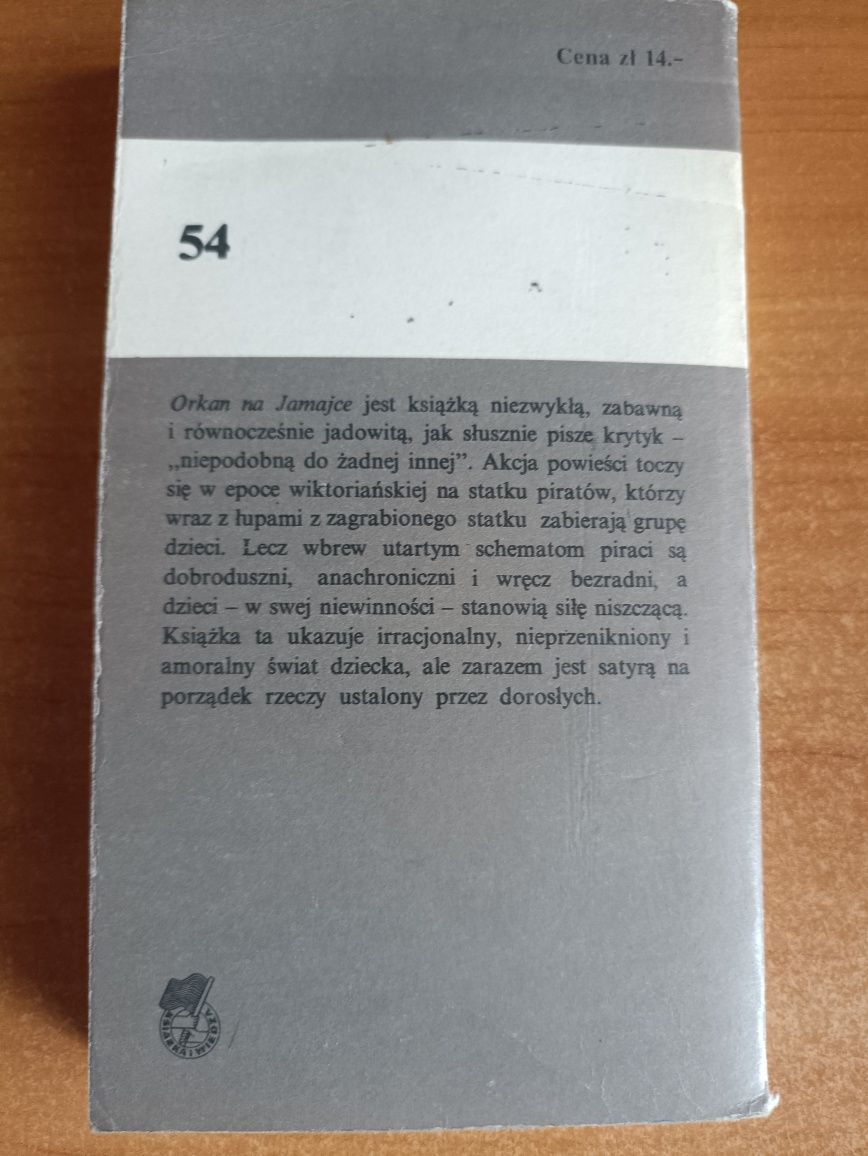 Cena zł 14.-
54
Orkan na Jamajce jest książką niezwykłą, zabawną
i równocześnie jadowitą, jak słusznie pisze krytyk –
„niepodobną do żadnej innej”. Akcja powieści toczy
się w epoce wiktoriańskiej na statku piratów, którzy
wraz z łupami z zagrabionego statku zabierają grupę
dzieci. Lecz wbrew utartym schematom piraci są
dobroduszni, anachroniczni i wręcz bezradni, a
dzieci – w swej niewinności – stanowią siłę niszczącą.
Książka ta ukazuje irracjonalny, nieprzenikniony i
amoralny świat dziecka, ale zarazem jest satyrą na
porządek rzeczy ustalony przez dorosłych.
KSIĄŻKA I WIEDZA